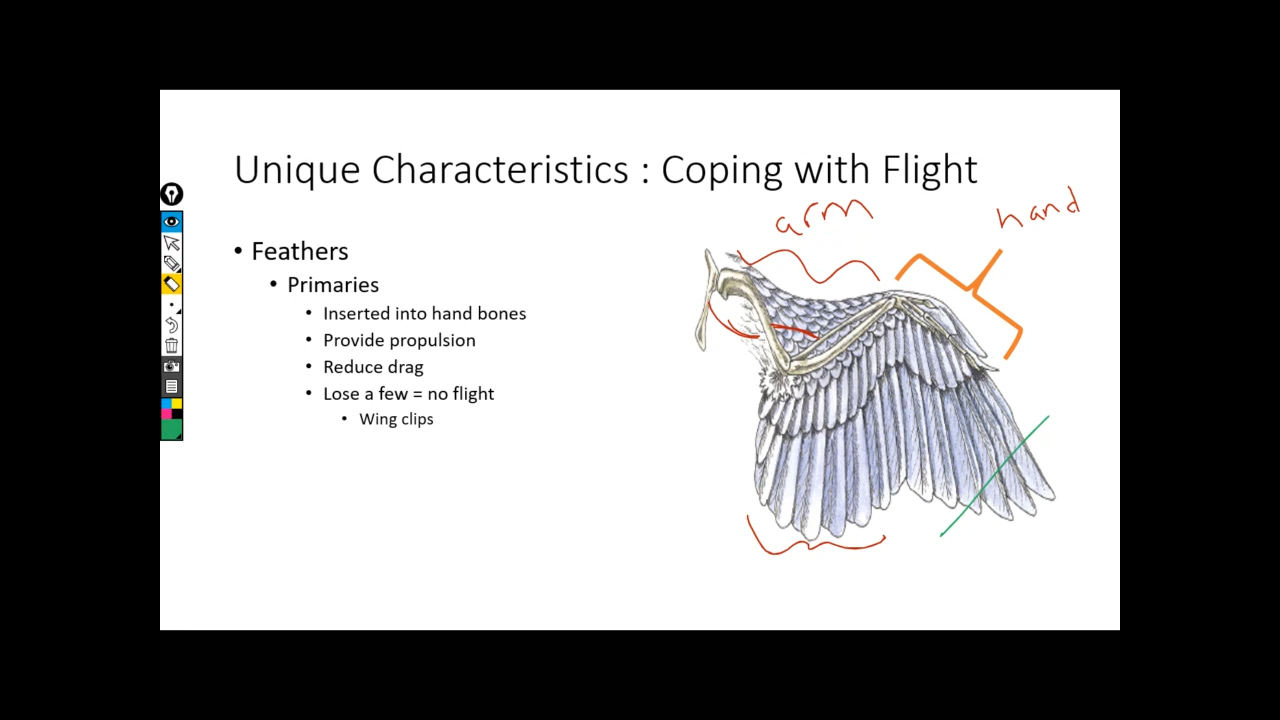 Unique Characteristics : Coping with Flight
arm
hand
• Feathers
• Primaries
• Inserted into hand bones
• Provide propulsion
• Reduce drag
• Lose a few = no flight
• Wing clips